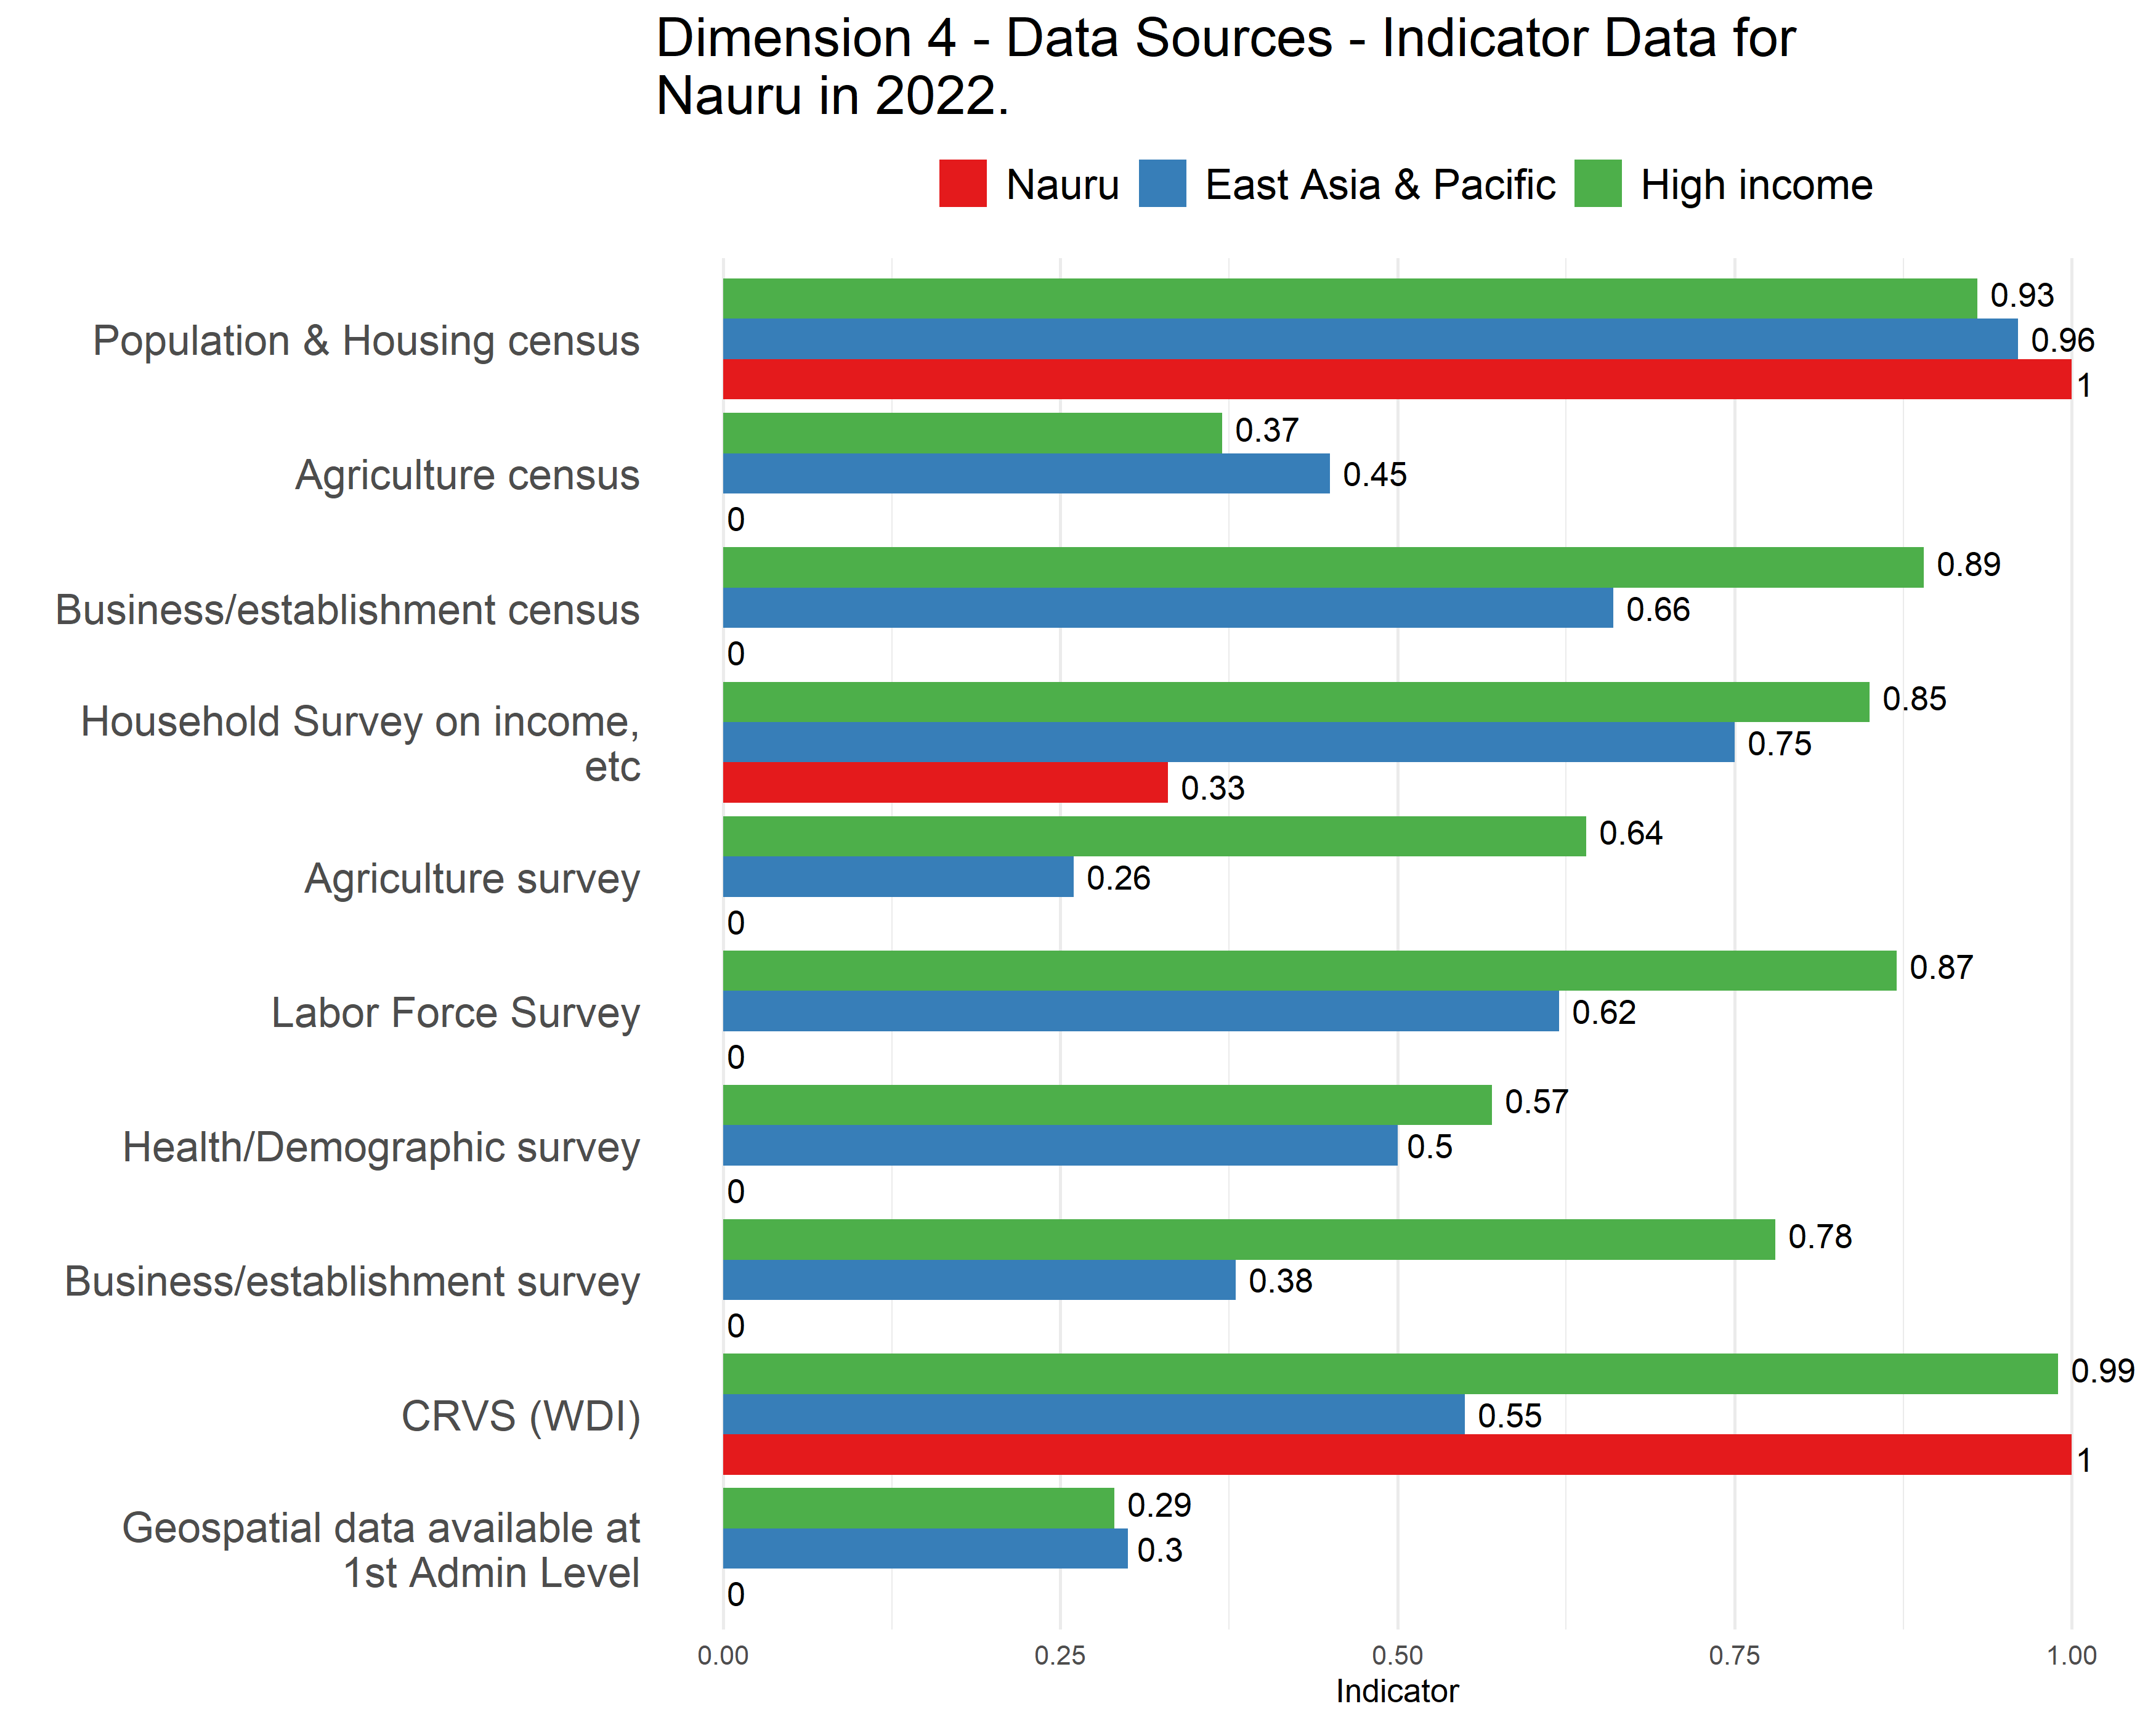 Dimension 4 - Data Sources - Indicator Data for
Nauru in 2022.
Nauru East Asia & Pacific High income
Population & Housing census
0.93
0.96
1
Agriculture census
0.37
0.45
0
Business/establishment census
0.89
0.66
0
Household Survey on income,
etc
0.85
0.75
0.33
Agriculture survey
0.64
0.26
0
Labor Force Survey
0.87
0.62
0
Health/Demographic survey
0.57
0.5
0
Business/establishment survey
0.78
0.38
0
CRVS (WDI)
0.99
0.55
1
Geospatial data available at
1st Admin Level
0.29
0.3
0
0.00 0.25 0.50 0.75 1.00
Indicator